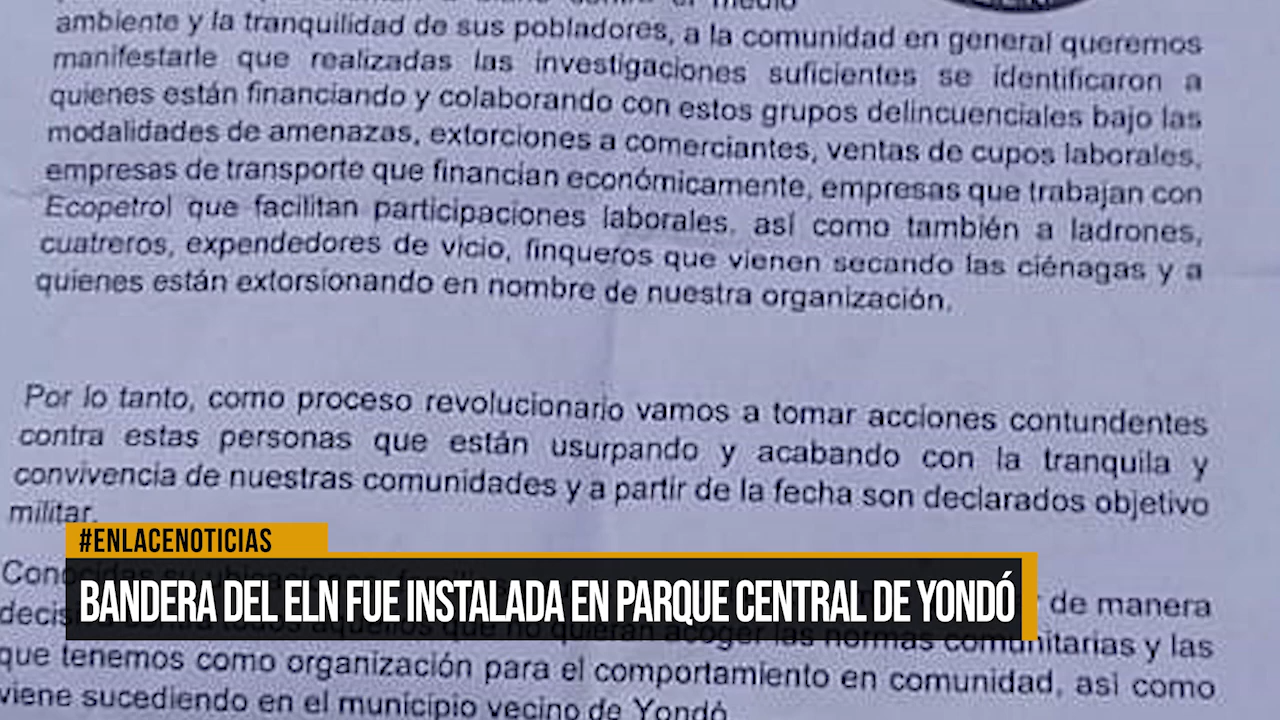 ambiente y la tranquilidad de sus pobladores, a la comunidad en general queremos
manifestarle que realizadas las investigaciones suficientes se identificaron a
quienes están financiando y colaborando con estos grupos delincuenciales bajo las
modalidades de amenazas, extorciones a comerciantes, ventas de cupos laborales,
empresas de transporte que financian económicamente, empresas que trabajan con
Ecopetrol que facilitan participaciones laborales, así como también a ladrones,
cuatreros, expendedores de vicio, finqueros que vienen secando las ciénagas y a
quienes están extorsionando en nombre de nuestra organización.
Por lo tanto, como proceso revolucionario vamos a tomar acciones contundentes
contra estas personas que están usurpando y acabando con la tranquila y
convivencia de nuestras comunidades y a partir de la fecha son declarados objetivo
militar.
#ENLACENOTICIAS
BANDERA DEL ELN FUE INSTALADA EN PARQUE CENTRAL DE YONDÓ
de manera
que no quieran acoger las normas comunitarias y las
que tenemos como organización para el comportamiento en comunidad, asi como
viene sucediendo en el municipio vecino de Yondó